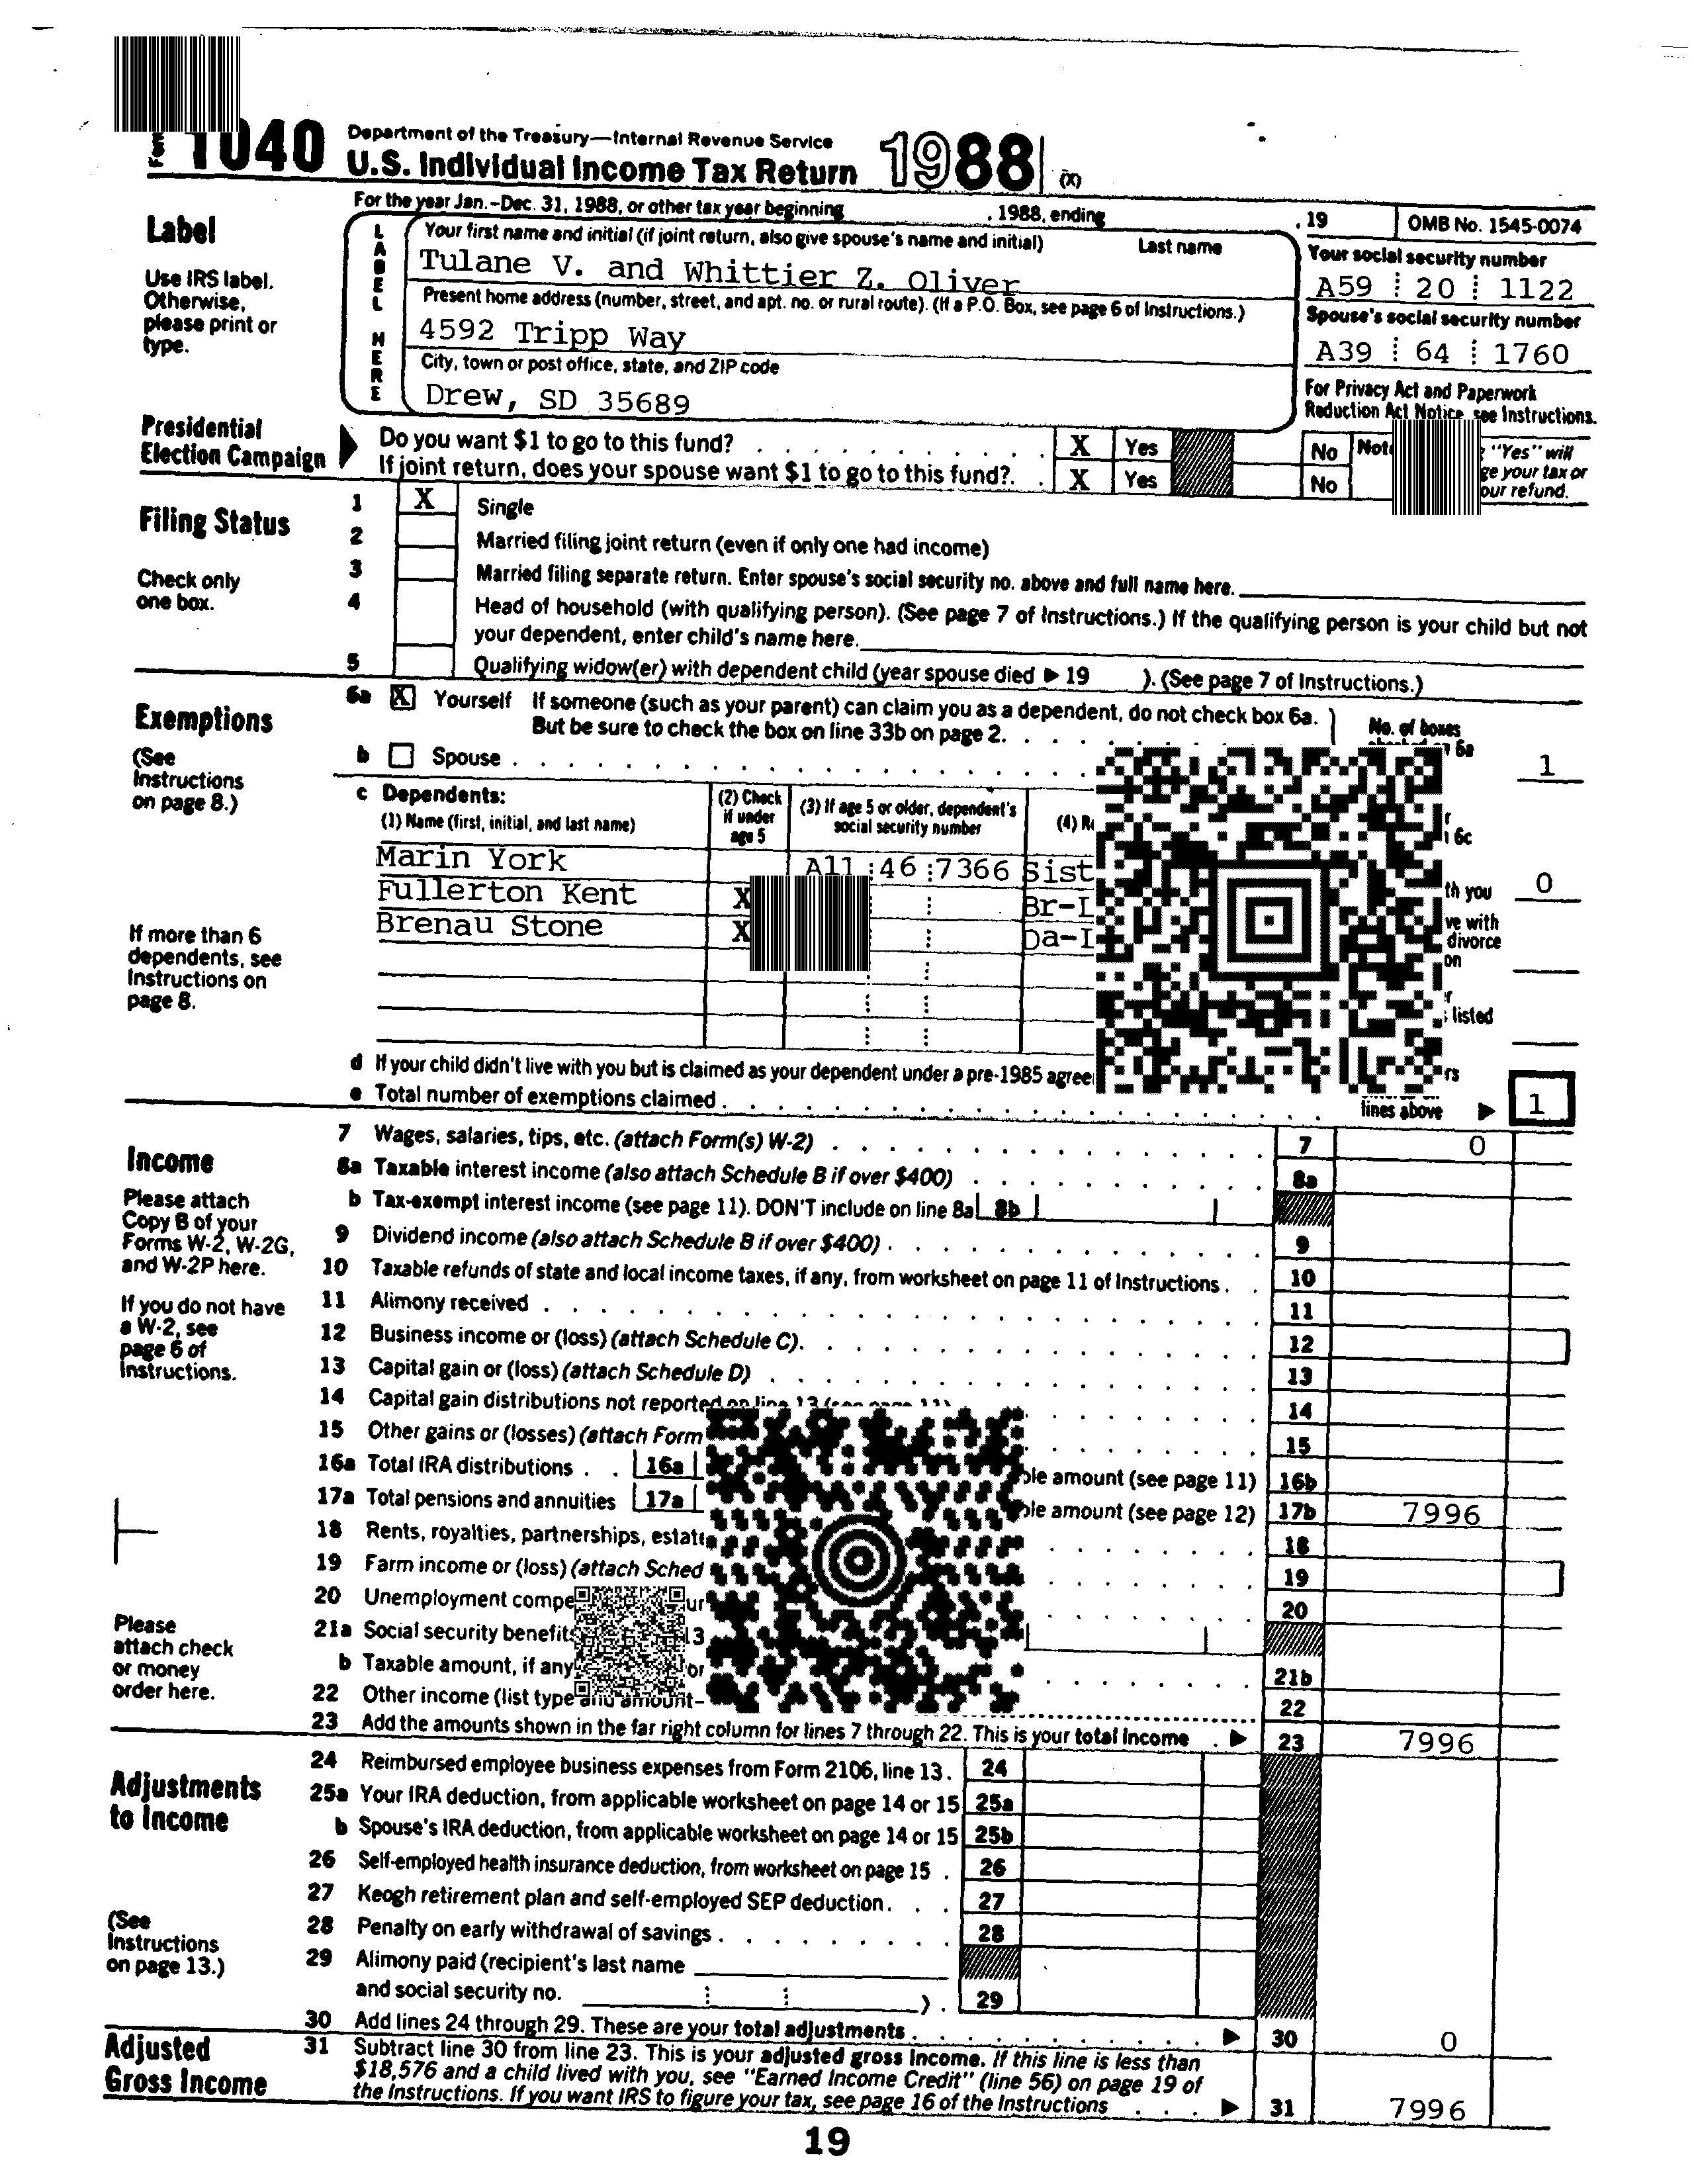 1040
Department of the Treasury—Internal Revenue Service
U.S. Individual Income Tax Return 1988 (X)
For the year Jan.-Dec. 31, 1988, or other tax year beginning , 1988, ending , 19 OMB No. 1545-0074
Label
Use IRS label.
Otherwise,
please print or
type.
LABEL HERE
Your first name and initial (if joint return, also give spouse's name and initial) Last name
Tulane V. and Whittier Z. Oliver
Present home address (number, street, and apt. no. or rural route). (If a P.O. Box, see page 6 of Instructions.)
4592 Tripp Way
City, town or post office, state, and ZIP code
Drew, SD 35689
Your social security number
A59 20 1122
Spouse's social security number
A39 64 1760
For Privacy Act and Paperwork
Reduction Act Notice, see Instructions.
Presidential
Election Campaign
Do you want $1 to go to this fund? X Yes No
If joint return, does your spouse want $1 to go to this fund? X Yes No
"Yes" will
your tax or
refund.
Filing Status
Check only
one box.
1 X Single
2 Married filing joint return (even if only one had income)
3 Married filing separate return. Enter spouse's social security no. above and full name here.
4 Head of household (with qualifying person). (See page 7 of Instructions.) If the qualifying person is your child but not
your dependent, enter child's name here.
5 Qualifying widow(er) with dependent child (year spouse died ▶ 19 ). (See page 7 of Instructions.)
Exemptions
(See
Instructions
on page 8.)
If more than 6
dependents, see
Instructions on
page 8.
6a X Yourself If someone (such as your parent) can claim you as a dependent, do not check box 6a.
But be sure to check the box on line 33b on page 2.
b Spouse
No. of boxes
6a 1
c Dependents:
(1) Name (first, initial, and last name)
(2) Check
if under
age 5
(3) If age 5 or older, dependent's
social security number
(4)
Marin York A11 46 7366 Sist
Fullerton Kent X Br-
Brenau Stone X Da-
6c
you 0
with
divorce
listed
d If your child didn't live with you but is claimed as your dependent under a pre-1985
e Total number of exemptions claimed
lines above ▶ 1
Income
Please attach
Copy B of your
Forms W-2, W-2G,
and W-2P here.
If you do not have
a W-2, see
page 6 of
Instructions.
Please
attach check
or money
order here.
7 Wages, salaries, tips, etc. (attach Form(s) W-2) 7 0
8a Taxable interest income (also attach Schedule B if over $400) 8a
b Tax-exempt interest income (see page 11). DON'T include on line 8a 8b
9 Dividend income (also attach Schedule B if over $400) 9
10 Taxable refunds of state and local income taxes, if any, from worksheet on page 11 of Instructions 10
11 Alimony received 11
12 Business income or (loss) (attach Schedule C) 12
13 Capital gain or (loss) (attach Schedule D) 13
14 Capital gain distributions not reported on line 13 14
15 Other gains or (losses) (attach Form 15
16a Total IRA distributions 16a amount (see page 11) 16b
17a Total pensions and annuities 17a amount (see page 12) 17b 7996
18 Rents, royalties, partnerships, 18
19 Farm income or (loss) (attach 19
20 Unemployment 20
21a Social security benefits
b Taxable amount, if any 21b
22 Other income (list type and amount— 22
23 Add the amounts shown in the far right column for lines 7 through 22. This is your total income ▶ 23 7996
Adjustments
to Income
(See
Instructions
on page 13.)
24 Reimbursed employee business expenses from Form 2106, line 13. 24
25a Your IRA deduction, from applicable worksheet on page 14 or 15 25a
b Spouse's IRA deduction, from applicable worksheet on page 14 or 15 25b
26 Self-employed health insurance deduction, from worksheet on page 15 26
27 Keogh retirement plan and self-employed SEP deduction 27
28 Penalty on early withdrawal of savings 28
29 Alimony paid (recipient's last name
and social security no. ) 29
30 Add lines 24 through 29. These are your total adjustments ▶ 30 0
Adjusted
Gross Income
31 Subtract line 30 from line 23. This is your adjusted gross income. If this line is less than
$18,576 and a child lived with you, see "Earned Income Credit" (line 56) on page 19 of
the Instructions. If you want IRS to figure your tax, see page 16 of the Instructions ▶ 31 7996
19